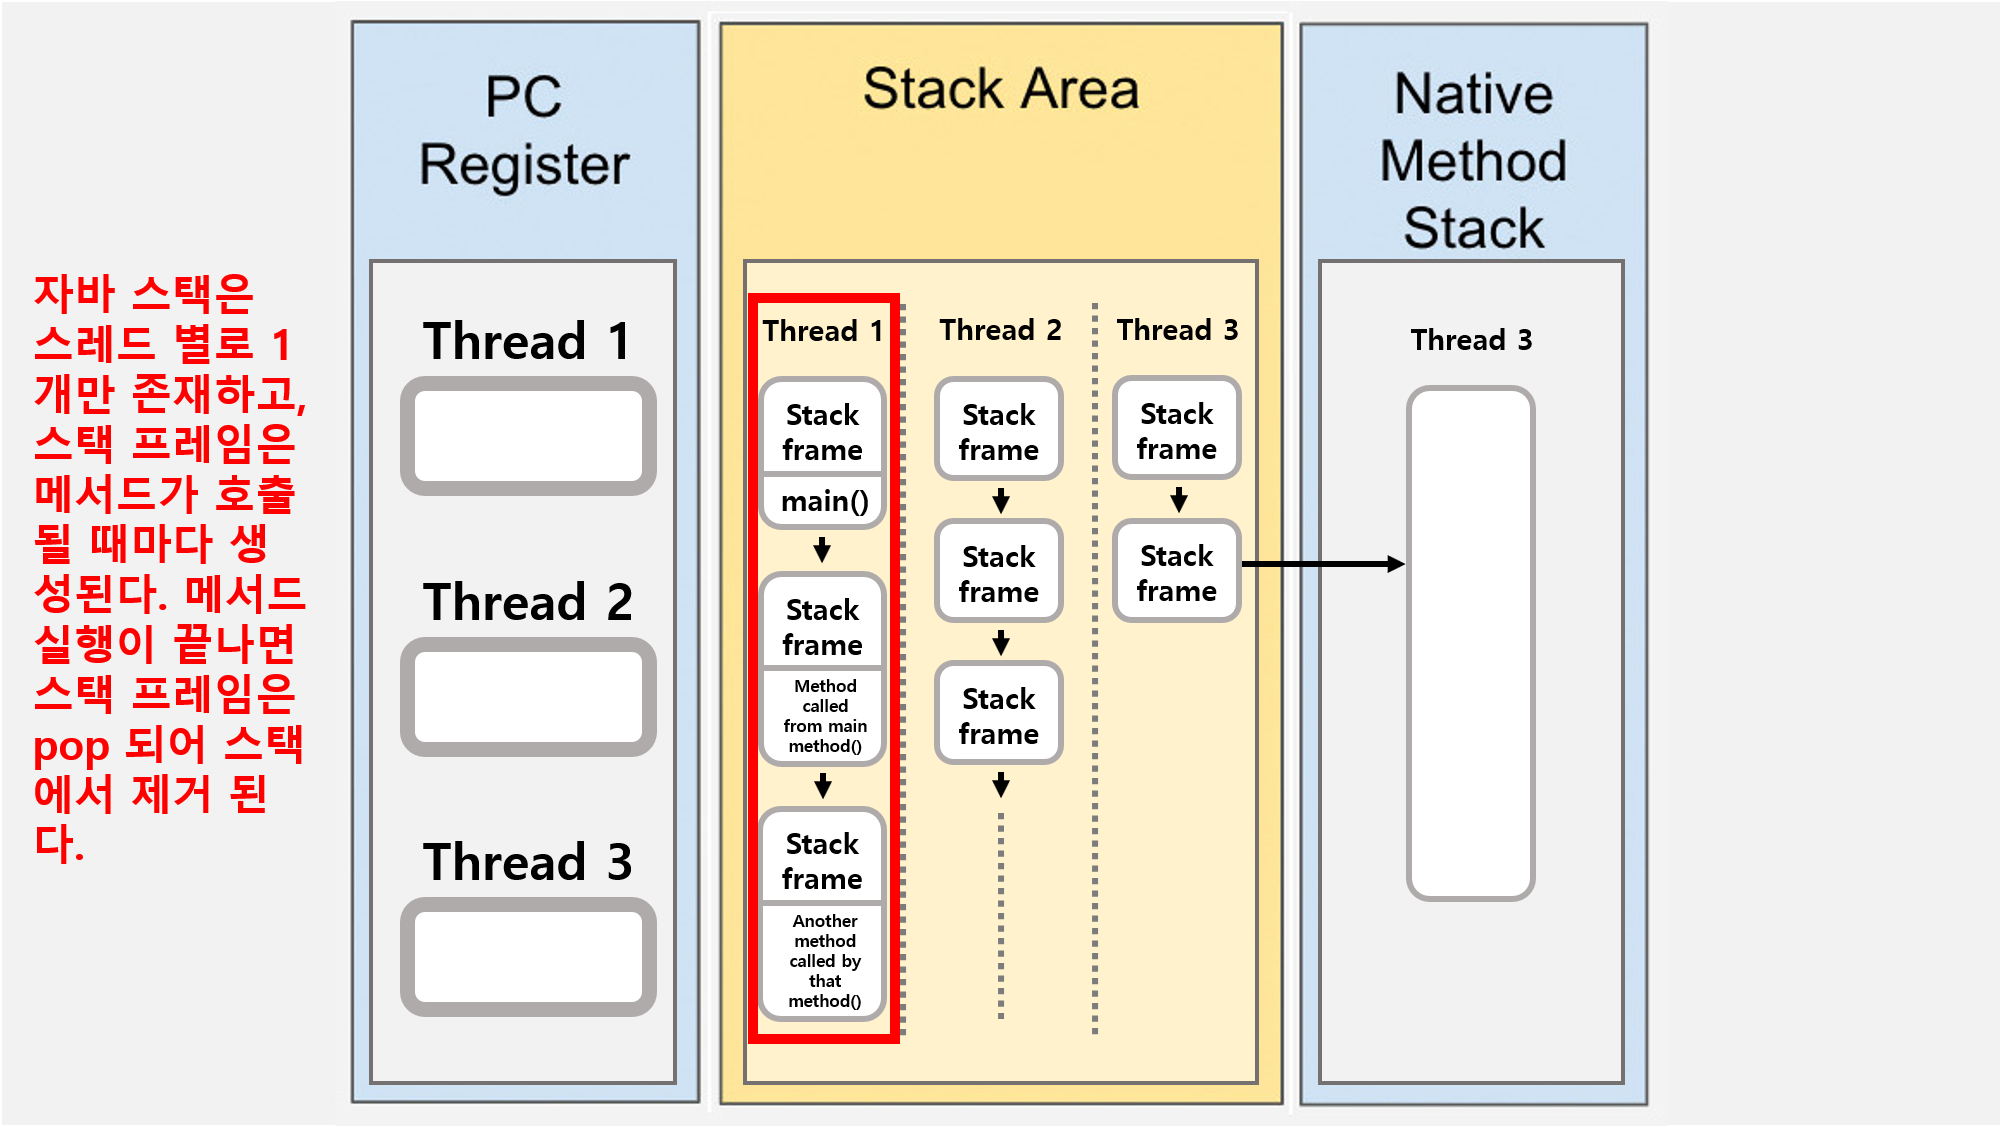 자바 스택은
스레드 별로 1
개만 존재하고,
스택 프레임은
메서드가 호출
될 때마다 생
성된다. 메서드
실행이 끝나면
스택 프레임은
pop 되어 스택
에서 제거 된
다.
PC
Register
Thread 1
Thread 2
Thread 3
Stack Area
Thread 1
Stack
frame
main()
Stack
frame
Method
called
from main
method()
Stack
frame
Another
method
called by
that
method()
Thread 2
Stack
frame
Stack
frame
Stack
frame
Thread 3
Stack
frame
Stack
frame
Native
Method
Stack
Thread 3